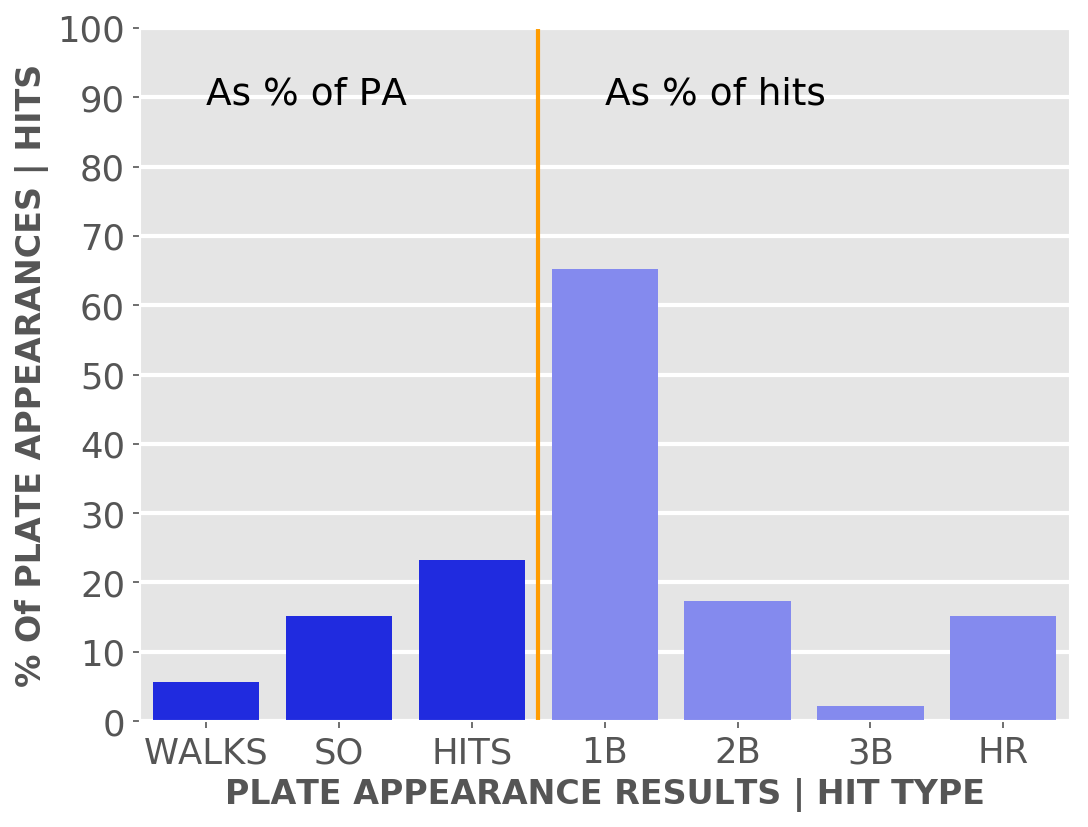 % Of PLATE APPEARANCES | HITS
100
90
80
70
60
50
40
30
20
10
0
As % of PA
As % of hits
WALKS SO HITS 1B 2B 3B HR
PLATE APPEARANCE RESULTS | HIT TYPE